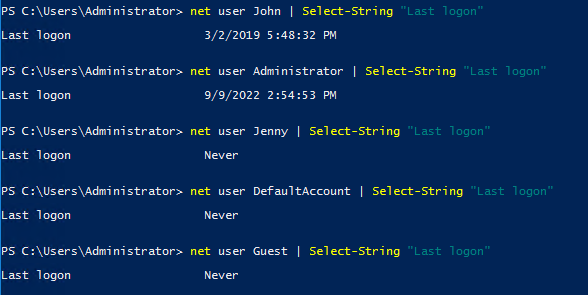 PS C:\Users\Administrator> net user John | Select-String "Last logon"
Last logon                   3/2/2019 5:48:32 PM
PS C:\Users\Administrator> net user Administrator | Select-String "Last logon"
Last logon                   9/9/2022 2:54:53 PM
PS C:\Users\Administrator> net user Jenny | Select-String "Last logon"
Last logon                   Never
PS C:\Users\Administrator> net user DefaultAccount | Select-String "Last logon"
Last logon                   Never
PS C:\Users\Administrator> net user Guest | Select-String "Last logon"
Last logon                   Never